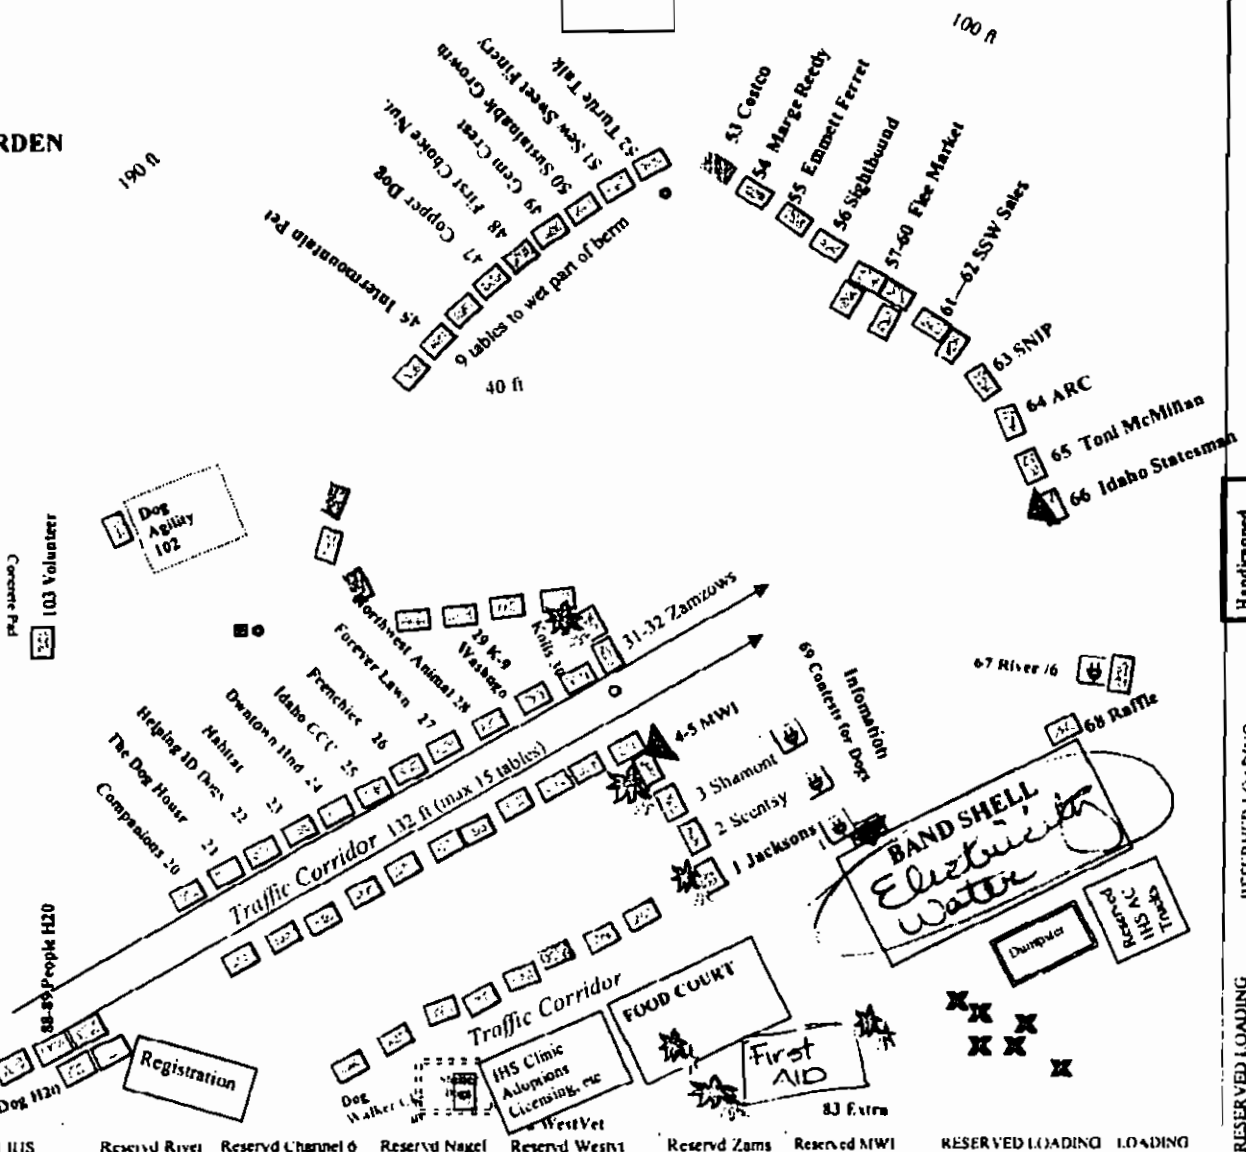 100 ft
RDEN
190 ft
45 Intermountain Pet
47 Copper Dog
48 First Choice Nut.
49 Gem Crest
50 Sustainable Growth
51 New Sweet Finery
52 Turtle Talk
9 tables to wet part of berm
40 ft
53 Costco
54 Marge Reedy
55 Emmett Ferret
56 Sightbound
57-60 Flee Market
61-62 SSW Sales
63 SNIP
64 ARC
65 Toni McMillan
66 Idaho Statesman
Handicapped
Concrete Pad
103 Volunteer
Dog
Agility
102
Companions 20
The Dog House 21
Helping ID Dogs 22
Habitat 23
Dwntown Hnd 24
Idaho CCC 25
Frenchies 26
Forever Lawn 27
Northwest Animal 28
29 K-9
Washngo
31-32 Zamzows
Traffic Corridor 132 ft (max 15 tables)
4-5 MWI
3 Shamont
2 Scentsy
1 Jacksons
69 Contests for Dogs
Information
67 River /6
68 Raffle
BAND SHELL
Electricity
Water
Dumpster
Reserved
IHS AC
Trucks
88-89 People H20
Dog H20
Registration
Traffic Corridor
FOOD COURT
IHS Clinic
Adoptions
Licensing, etc
First
AID
Dog
Walker
WestVet
83 Extra
Reservd River
Reservd Channel 6
Reservd Nagel
Reservd Westvt
Reservd Zams
Reserved MWI
RESERVED LOADING
LOADING
RESERVED LOADING